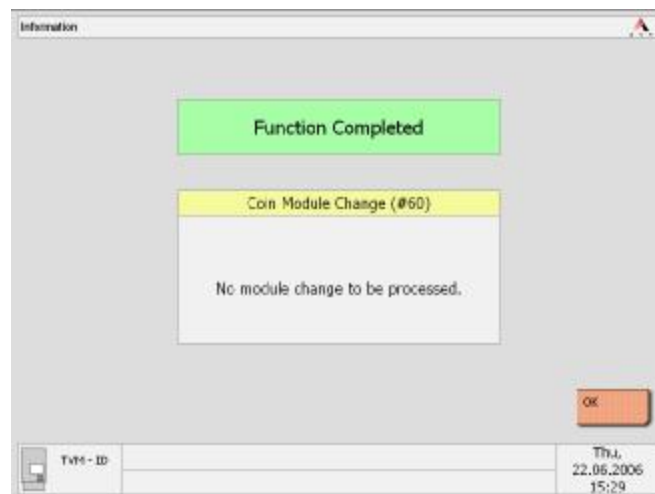 Information
Function Completed
Coin Module Change (#60)
No module change to be processed.
OK
TVM - ID
Thu,
22.06.2006
15:29